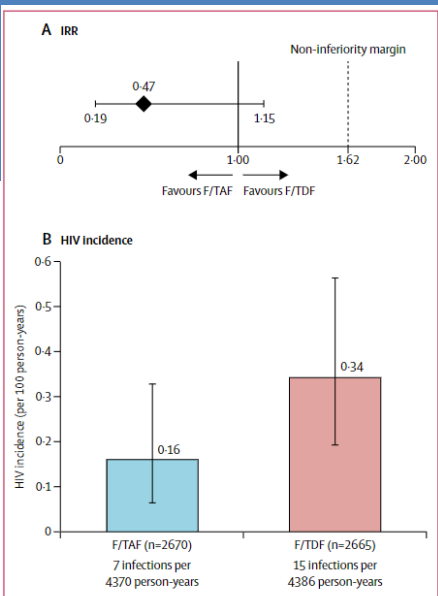 A IRR
Non-inferiority margin
0·47
0·19
1·15
0
1·00
1·62
2·00
Favours F/TAF
Favours F/TDF
B HIV incidence
HIV incidence (per 100 person-years)
0·6
0·5
0·4
0·3
0·2
0·1
0
0·16
0·34
F/TAF (n=2670)
7 infections per
4370 person-years
F/TDF (n=2665)
15 infections per
4386 person-years